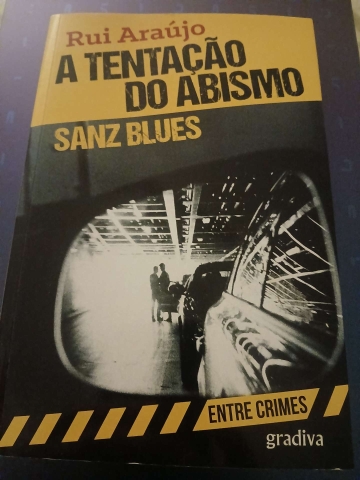 Rui Araújo
A TENTAÇÃO
DO ABISMO
SANZ BLUES
ENTRE CRIMES
gradiva